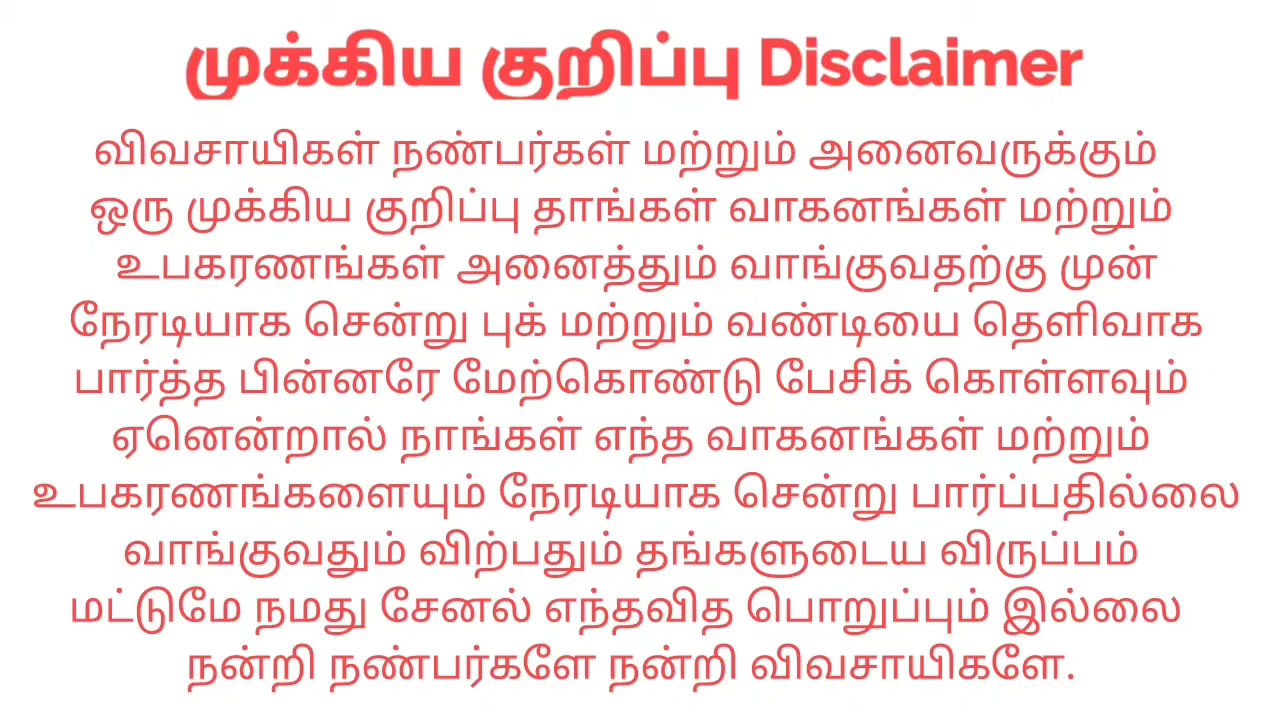 முக்கிய குறிப்பு Disclaimer
விவசாயிகள் நண்பர்கள் மற்றும் அனைவருக்கும்
ஒரு முக்கிய குறிப்பு தாங்கள் வாகனங்கள் மற்றும்
உபகரணங்கள் அனைத்தும் வாங்குவதற்கு முன்
நேரடியாக சென்று புக் மற்றும் வண்டியை தெளிவாக
பார்த்த பின்னரே மேற்கொண்டு பேசிக் கொள்ளவும்
ஏனென்றால் நாங்கள் எந்த வாகனங்கள் மற்றும்
உபகரணங்களையும் நேரடியாக சென்று பார்ப்பதில்லை
வாங்குவதும் விற்பதும் தங்களுடைய விருப்பம்
மட்டுமே நமது சேனல் எந்தவித பொறுப்பும் இல்லை
நன்றி நண்பர்களே நன்றி விவசாயிகளே.